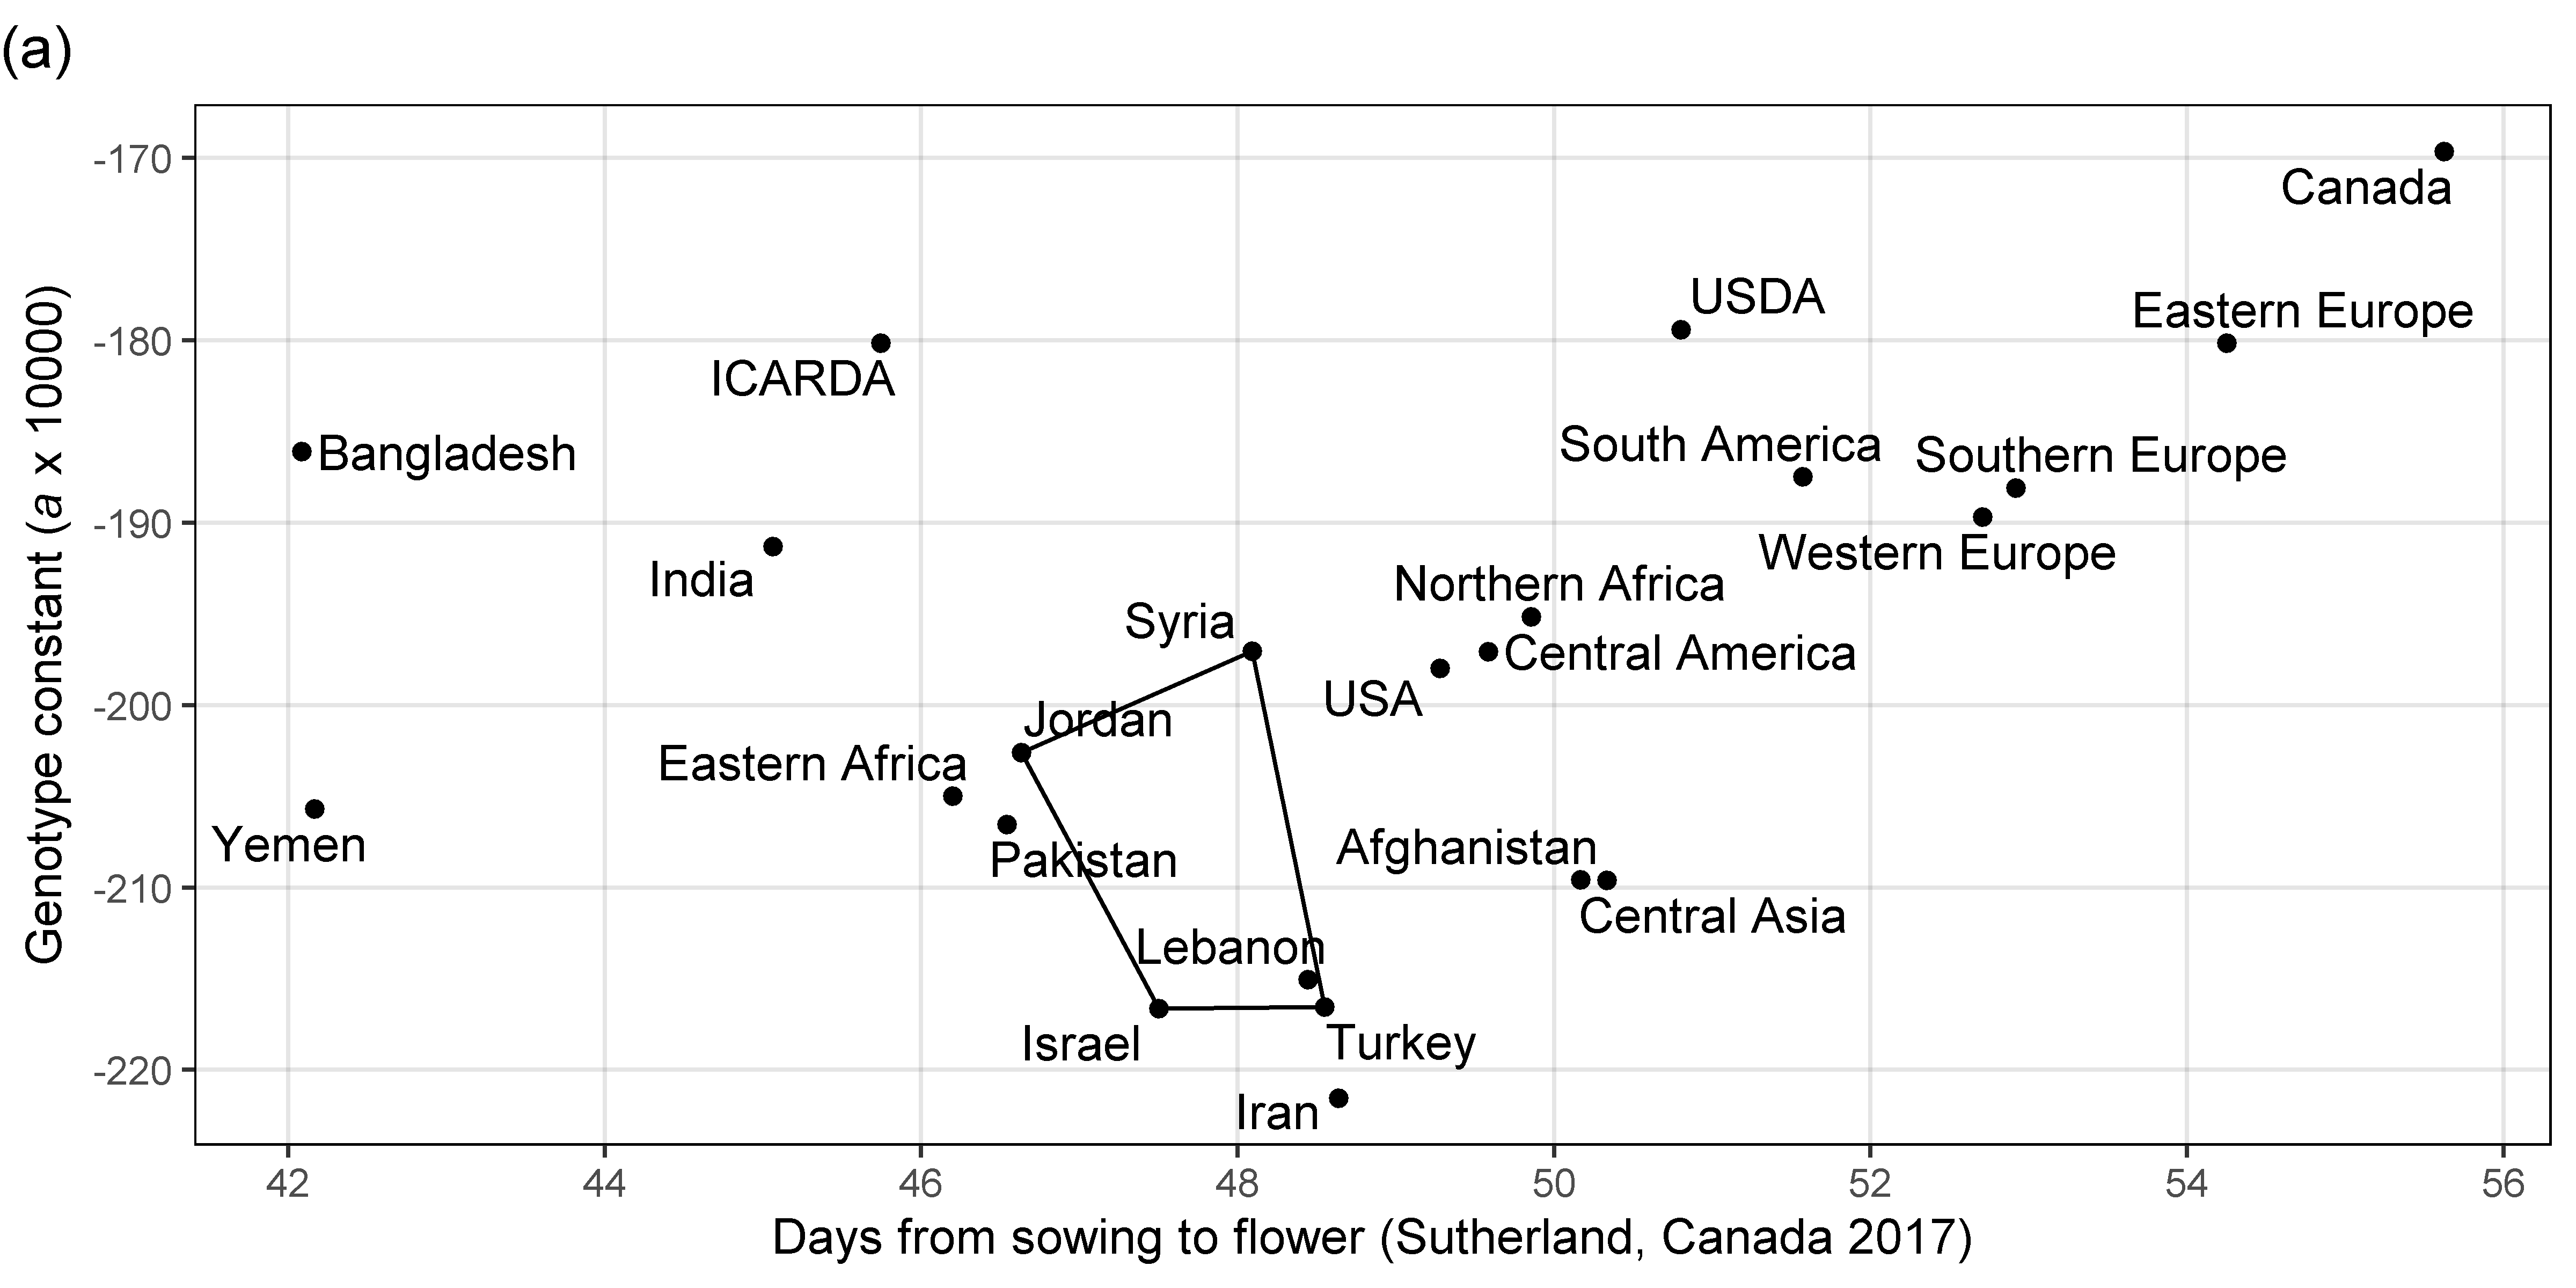 (a)
Genotype constant (a x 10000)
-170
-180
-190
-200
-210
-220
Canada
USDA
Eastern Europe
ICARDA
South America
Southern Europe
Bangladesh
Western Europe
India
Northern Africa
Syria
Central America
USA
Jordan
Eastern Africa
Yemen
Pakistan
Afghanistan
Central Asia
Lebanon
Israel
Turkey
Iran
42 44 46 48 50 52 54 56
Days from sowing to flower (Sutherland, Canada 2017)